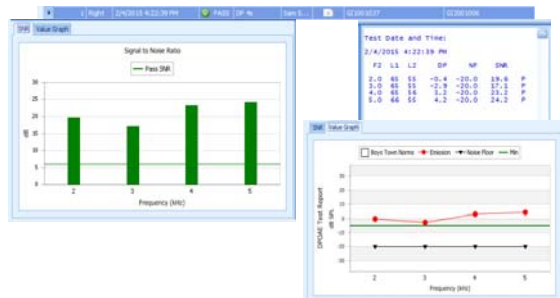 Right 2/4/2015 4:22:39 PM PASS DP 4s Sam S... GI1001037 GI2001006
SNR Value Graph
Signal to Noise Ratio
Pass SNR
30
25
20
15
10
5
0
dB
2 3 4 5
Frequency (kHz)
Test Date and Time:
2/4/2015 4:22:39 PM
F2 L1 L2 DP NF SNR
2.0 65 55 -0.4 -20.0 19.6 P
3.0 65 55 -2.9 -20.0 17.1 P
4.0 65 56 3.2 -20.0 23.2 P
5.0 66 55 4.2 -20.0 24.2 P
Value Graph
Boys Town Norms Emission Noise Floor Min
DPOAE Test Report
dB SPL
2 3 4 5
Frequency (kHz)